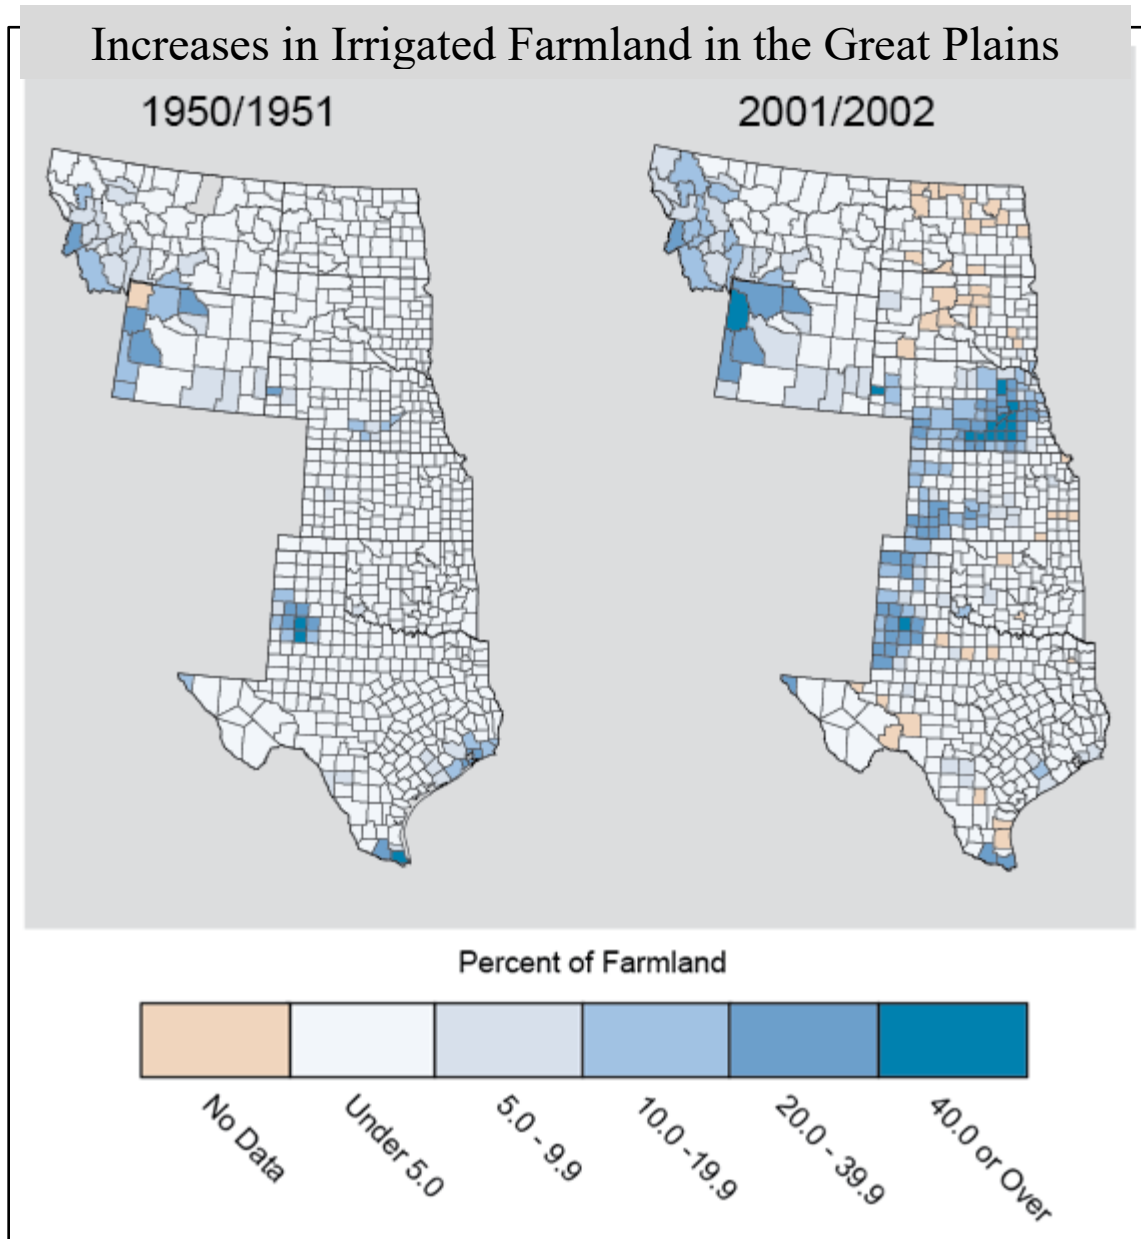 Increases in Irrigated Farmland in the Great Plains
1950/1951
2001/2002
Percent of Farmland
No Data
Under 5.0
5.0 - 9.9
10.0 -19.9
20.0 - 39.9
40.0 or Over